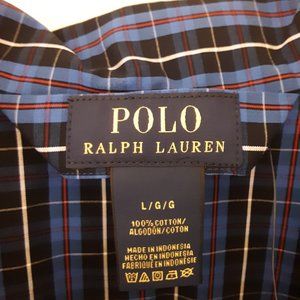 POLO
RALPH LAUREN
L/G/G
100% COTTON/
ALGODÓN/COTON
MADE IN INDONESIA
HECHO EN INDONESIA
FABRIQUÉ EN INDONÉSIE